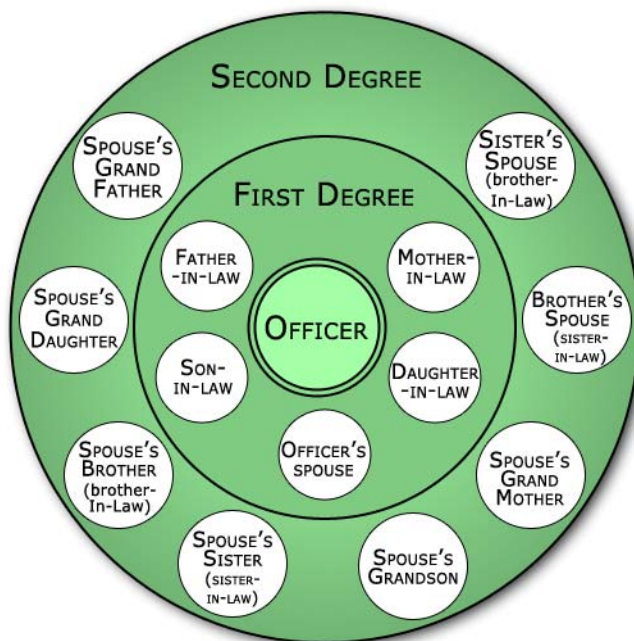 SECOND DEGREE
SPOUSE'S
GRAND
FATHER
SISTER'S
SPOUSE
(brother-
In-Law)
FIRST DEGREE
FATHER
-IN-LAW
MOTHER-
IN-LAW
SPOUSE'S
GRAND
DAUGHTER
OFFICER
BROTHER'S
SPOUSE
(SISTER-
IN-LAW)
SON-
IN-LAW
DAUGHTER
-IN-LAW
SPOUSE'S
BROTHER
(brother-
In-Law)
OFFICER'S
SPOUSE
SPOUSE'S
GRAND
MOTHER
SPOUSE'S
SISTER
(SISTER-
IN-LAW)
SPOUSE'S
GRANDSON